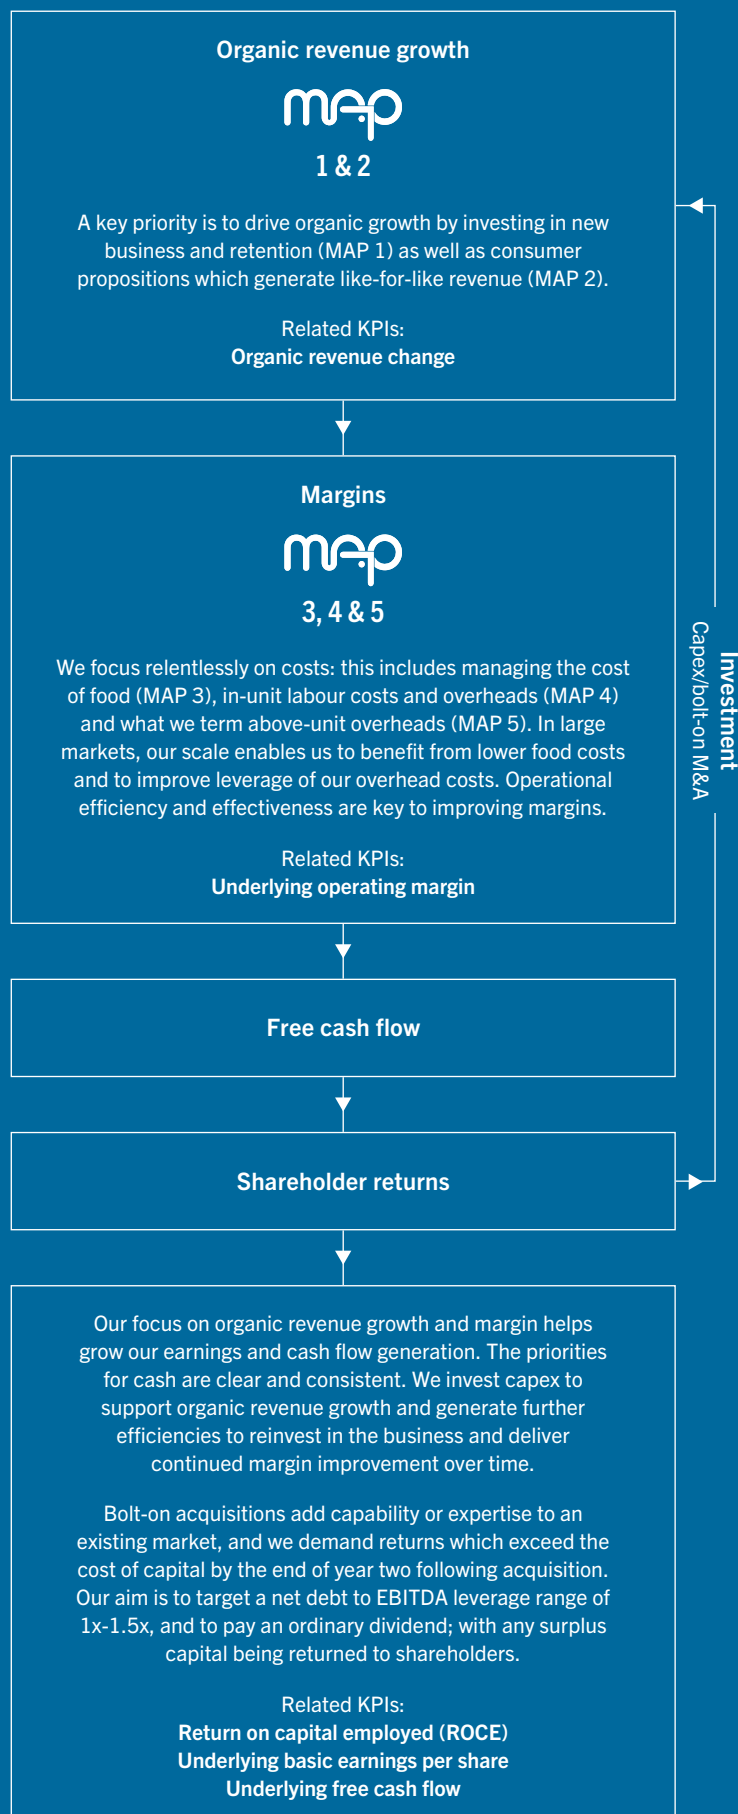 Organic revenue growth
map
1 & 2
A key priority is to drive organic growth by investing in new
business and retention (MAP 1) as well as consumer
propositions which generate like-for-like revenue (MAP 2).
Related KPIs:
Organic revenue change
Margins
map
3, 4 & 5
We focus relentlessly on costs: this includes managing the cost
of food (MAP 3), in-unit labour costs and overheads (MAP 4)
and what we term above-unit overheads (MAP 5). In large
markets, our scale enables us to benefit from lower food costs
and to improve leverage of our overhead costs. Operational
efficiency and effectiveness are key to improving margins.
Related KPIs:
Underlying operating margin
Investment
Capex/bolt-on M&A
Free cash flow
Shareholder returns
Our focus on organic revenue growth and margin helps
grow our earnings and cash flow generation. The priorities
for cash are clear and consistent. We invest capex to
support organic revenue growth and generate further
efficiencies to reinvest in the business and deliver
continued margin improvement over time.
Bolt-on acquisitions add capability or expertise to an
existing market, and we demand returns which exceed the
cost of capital by the end of year two following acquisition.
Our aim is to target a net debt to EBITDA leverage range of
1x-1.5x, and to pay an ordinary dividend; with any surplus
capital being returned to shareholders.
Related KPIs:
Return on capital employed (ROCE)
Underlying basic earnings per share
Underlying free cash flow